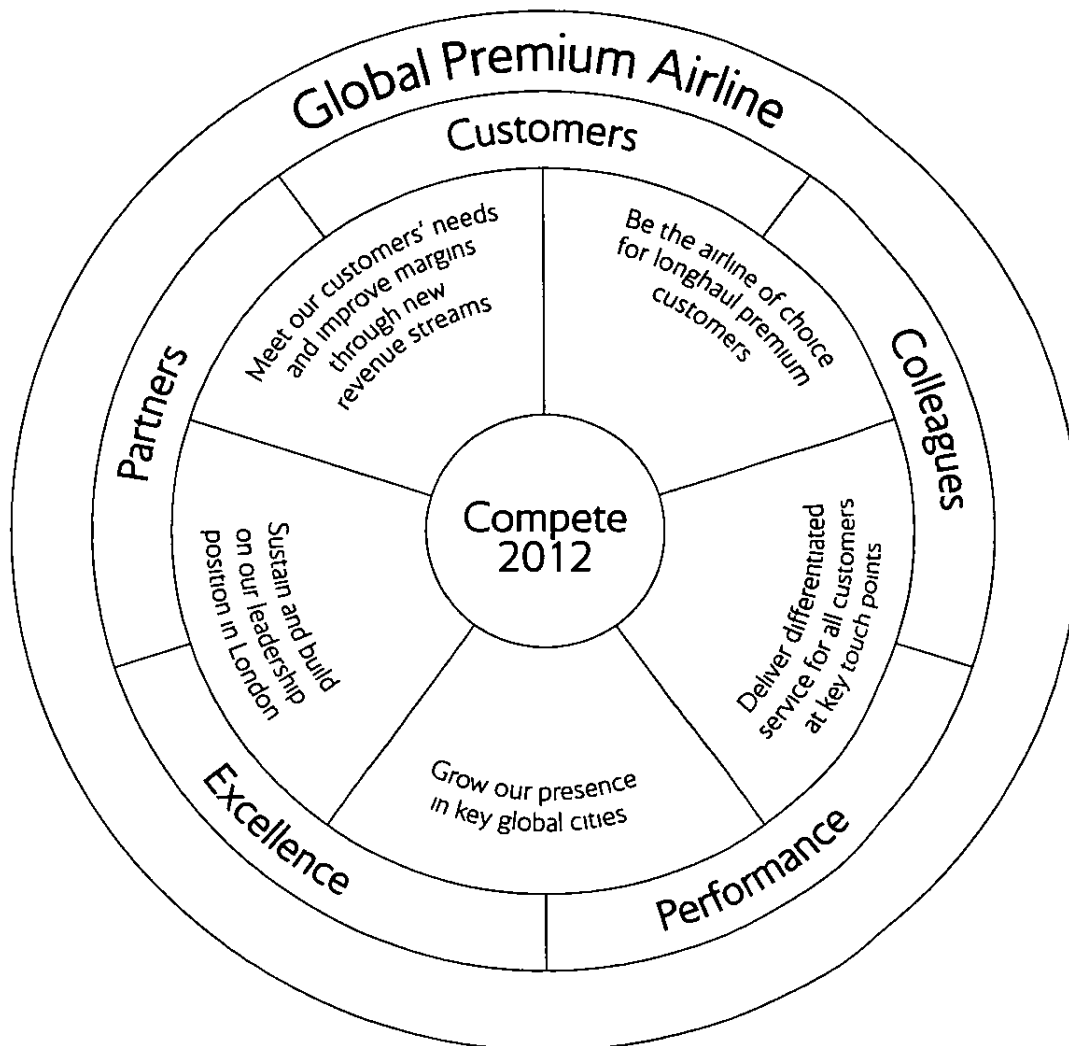 Global Premium Airline
Customers
Colleagues
Performance
Excellence
Partners
Be the airline of choice
for longhaul premium
customers
Deliver differentiated
service for all customers
at key touch points
Grow our presence
in key global cities
Sustain and build
on our leadership
position in London
Meet our customers' needs
and improve margins
through new
revenue streams
Compete
2012